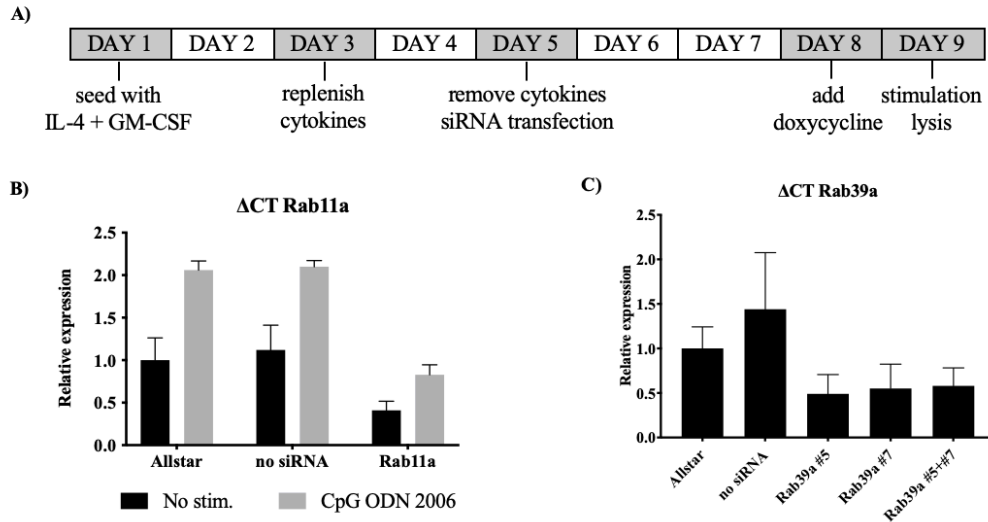 A)
DAY 1 DAY 2 DAY 3 DAY 4 DAY 5 DAY 6 DAY 7 DAY 8 DAY 9
seed with
IL-4 + GM-CSF
replenish
cytokines
remove cytokines
siRNA transfection
add
doxycycline
stimulation
lysis
B)
ΔCT Rab11a
Relative expression
2.5
2.0
1.5
1.0
0.5
0.0
Allstar no siRNA Rab11a
No stim. CpG ODN 2006
C)
ΔCT Rab39a
Relative expression
2.5
2.0
1.5
1.0
0.5
0.0
Allstar
no siRNA
Rab39a #5
Rab39a #7
Rab39a #5+#7